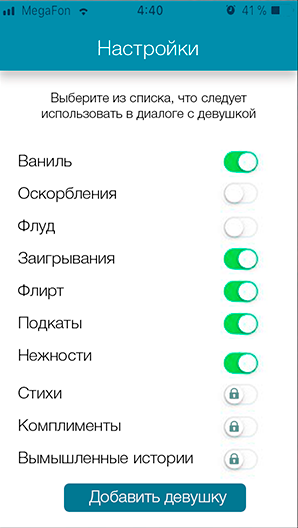 MegaFon 4:40 41 %
Настройки
Выберите из списка, что следует
использовать в диалоге с девушкой
Ваниль
Оскорбления
Флуд
Заигрывания
Флирт
Подкаты
Нежности
Стихи
Комплименты
Вымышленные истории
Добавить девушку